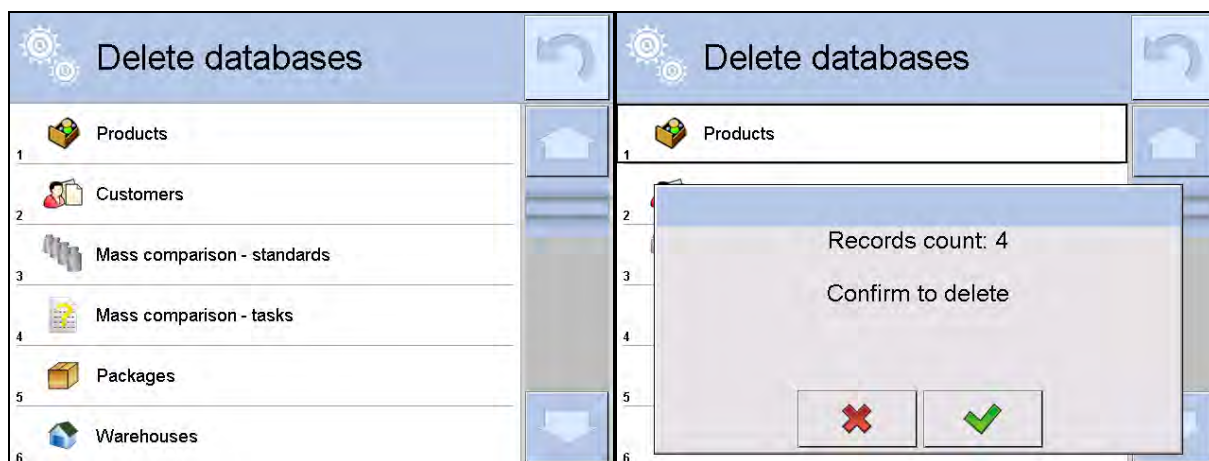 Delete databases
Products
1
Customers
2
Mass comparison - standards
3
Mass comparison - tasks
4
Packages
5
Warehouses
6
Delete databases
Products
1
2
3
4
5
6
Records count: 4
Confirm to delete